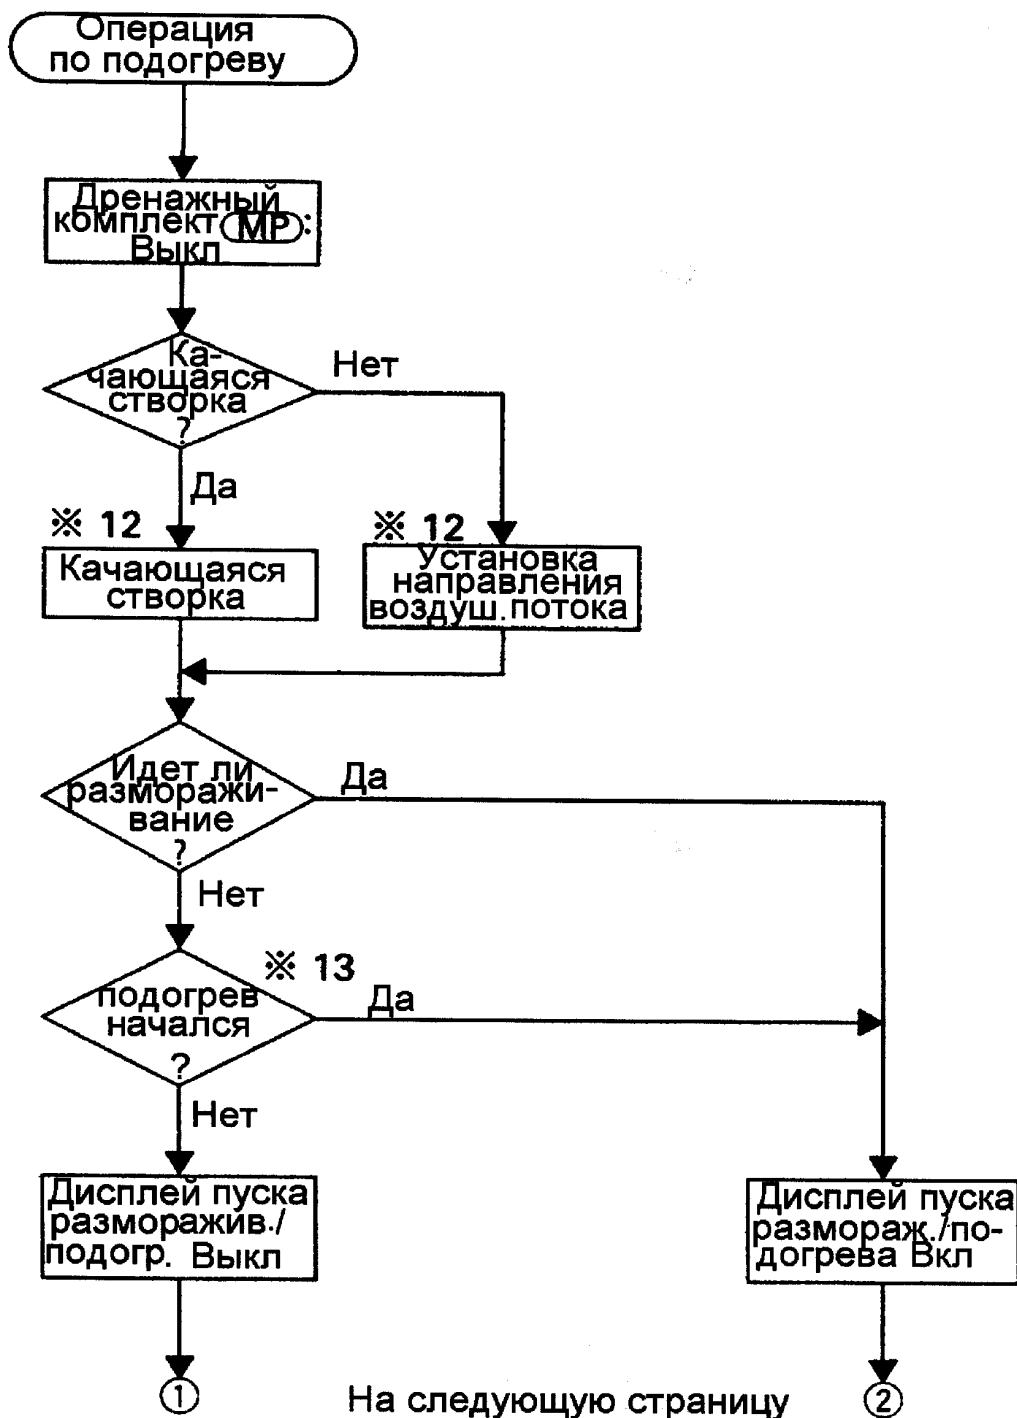 Операция
по подогреву
Дренажный
комплект MP:
Выкл
Ка-
чающаяся
створка
?
Нет
Да
※ 12
※ 12
Качающаяся
створка
Установка
направления
воздуш.потока
Идет ли
разморажи-
вание
?
Да
Нет
※ 13
подогрев
начался
?
Да
Нет
Дисплей пуска
разморажив./
подогр. Выкл
Дисплей пуска
размораж./по-
догрева Вкл
1
На следующую страницу
2